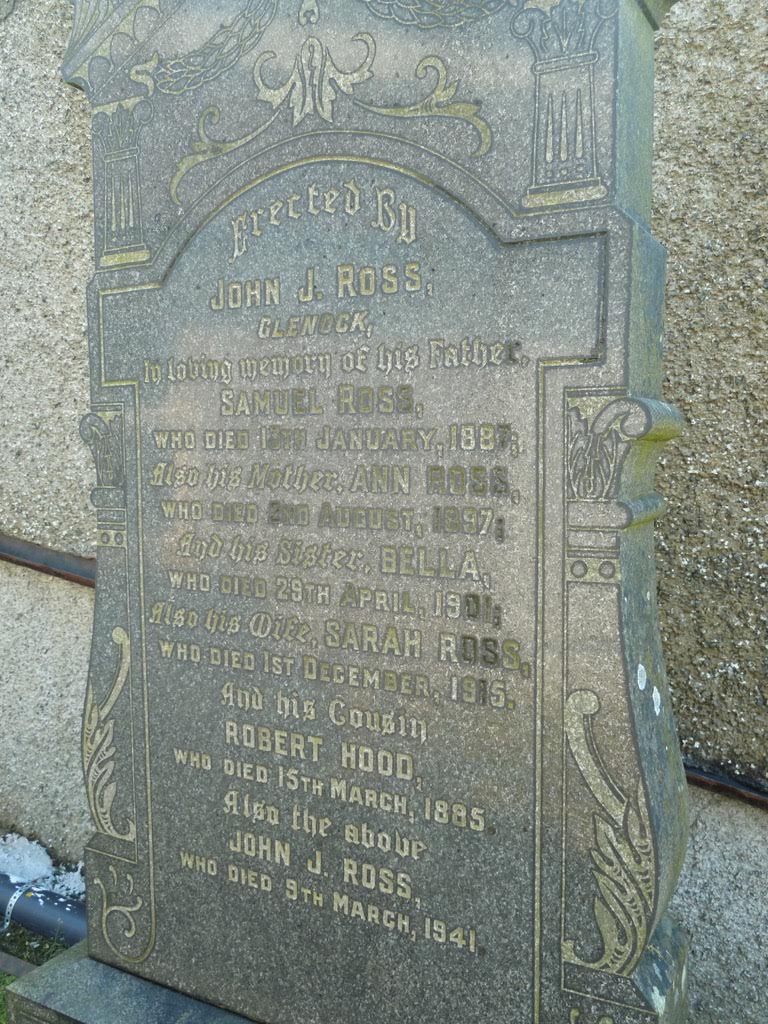 Erected By
JOHN J. ROSS,
GLENOCK,
In loving memory of his Father,
SAMUEL ROSS,
WHO DIED 13TH JANUARY, 1887;
Also his Mother, ANN ROSS,
WHO DIED 2ND AUGUST, 1897;
And his Sister, BELLA,
WHO DIED 29TH APRIL, 1901;
Also his Wife, SARAH ROSS,
WHO DIED 1ST DECEMBER, 1915.
And his Cousin
ROBERT HOOD,
WHO DIED 15TH MARCH, 1885.
Also the above
JOHN J. ROSS,
WHO DIED 9TH MARCH, 1941.